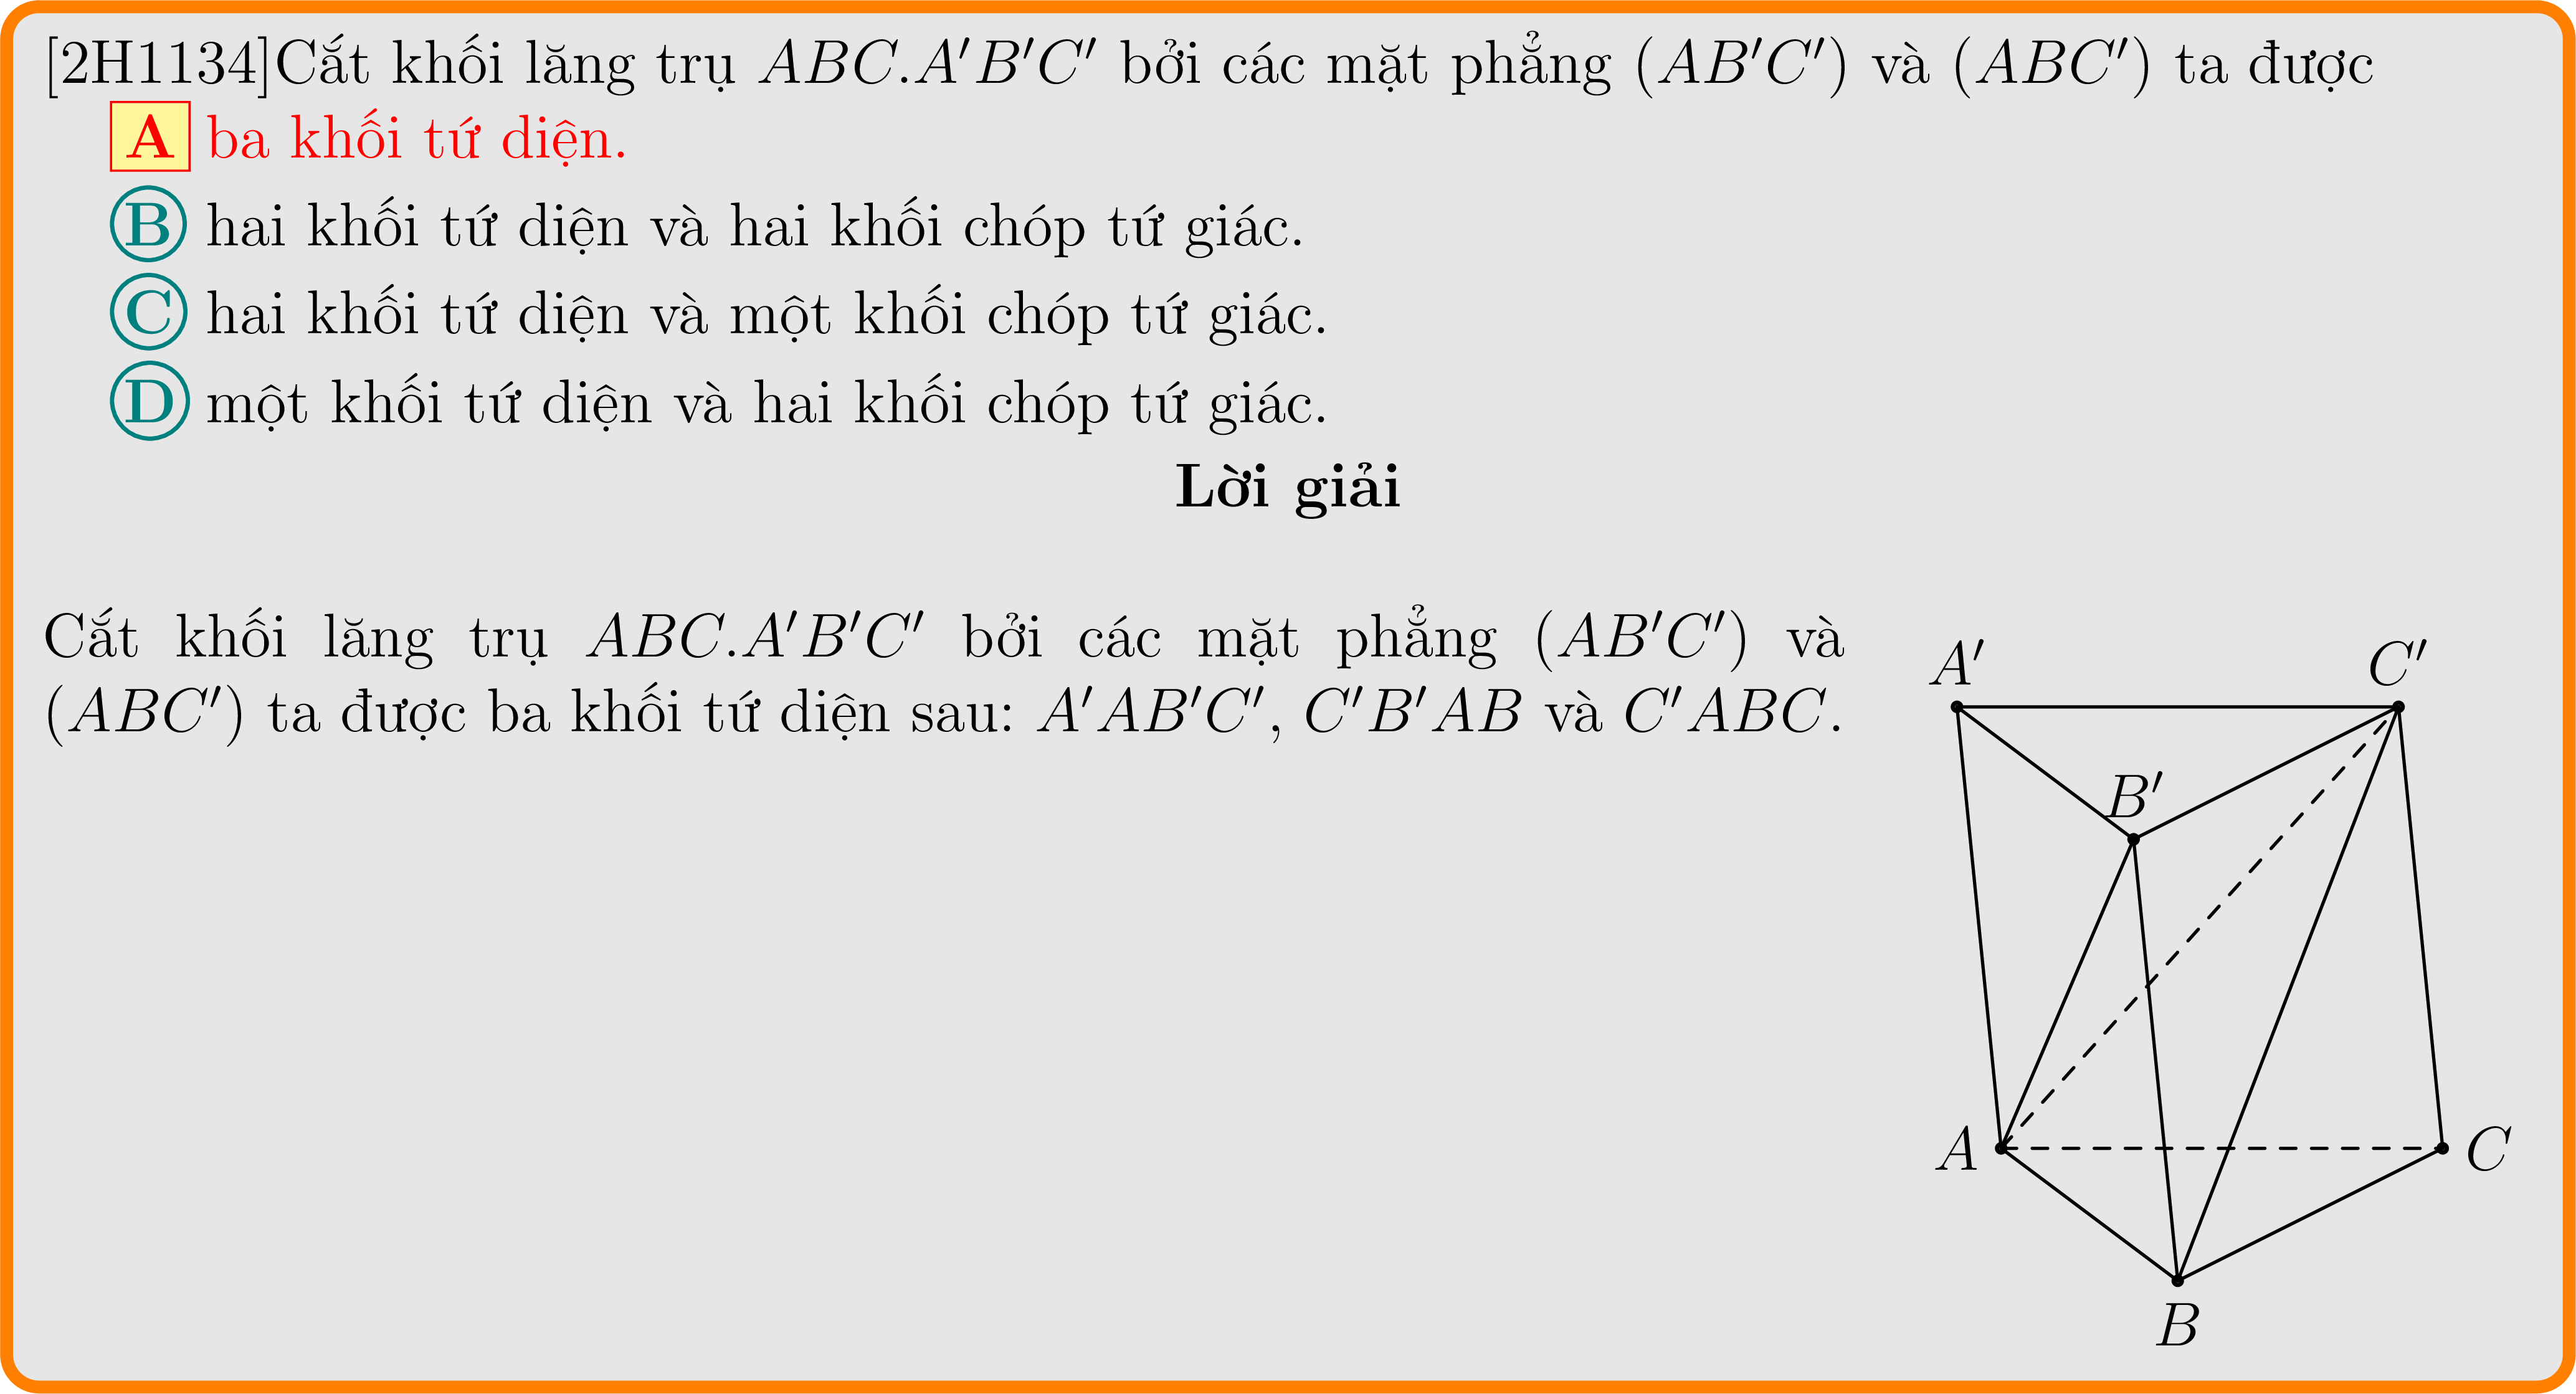 [2H1134]Cắt khối lăng trụ ABC.A′B′C′ bởi các mặt phẳng (AB′C′) và (ABC′) ta được
A ba khối tứ diện.
B hai khối tứ diện và hai khối chóp tứ giác.
C hai khối tứ diện và một khối chóp tứ giác.
D một khối tứ diện và hai khối chóp tứ giác.
Lời giải
Cắt khối lăng trụ ABC.A′B′C′ bởi các mặt phẳng (AB′C′) và
(ABC′) ta được ba khối tứ diện sau: A′AB′C′, C′B′AB và C′ABC.
A′ C′
B′
A C
B